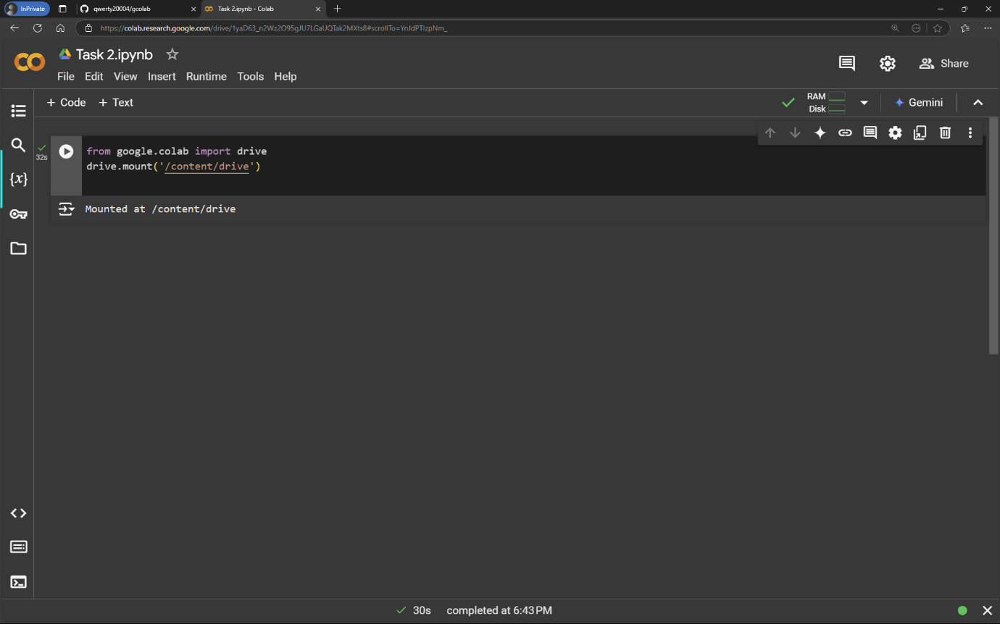 InPrivate
qwerty20004/gcolab
Task 2.ipynb - Colab
https://colab.research.google.com/drive/1yaD63_n2Wz2O95gJU7LGaUQTak2MXts8#scrollTo=YnJdPTizpNm_
Task 2.ipynb
File Edit View Insert Runtime Tools Help
Share
+ Code + Text
RAM
Disk
Gemini
32s
from google.colab import drive
drive.mount('/content/drive')
Mounted at /content/drive
{x}
30s completed at 6:43 PM